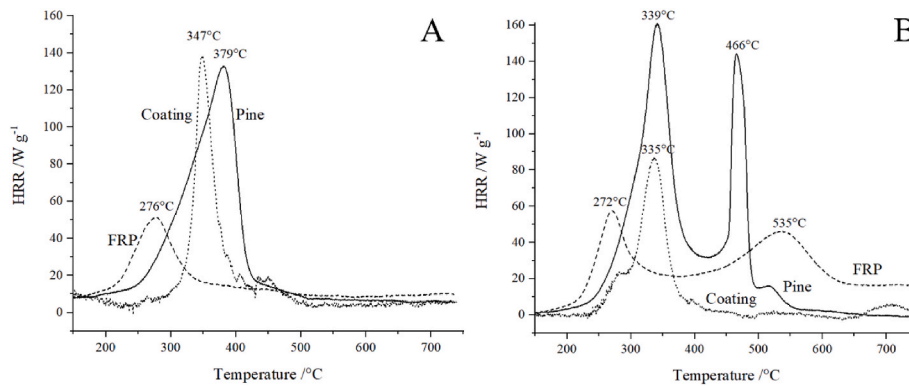 A
160
140
120
100
80
60
40
20
0
HRR /W g-1
347°C
379°C
Coating
Pine
276°C
FRP
200
300
400
500
600
700
Temperature /°C
B
160
140
120
100
80
60
40
20
0
HRR /W g-1
339°C
466°C
335°C
272°C
535°C
FRP
Coating
Pine
200
300
400
500
600
700
Temperature /°C